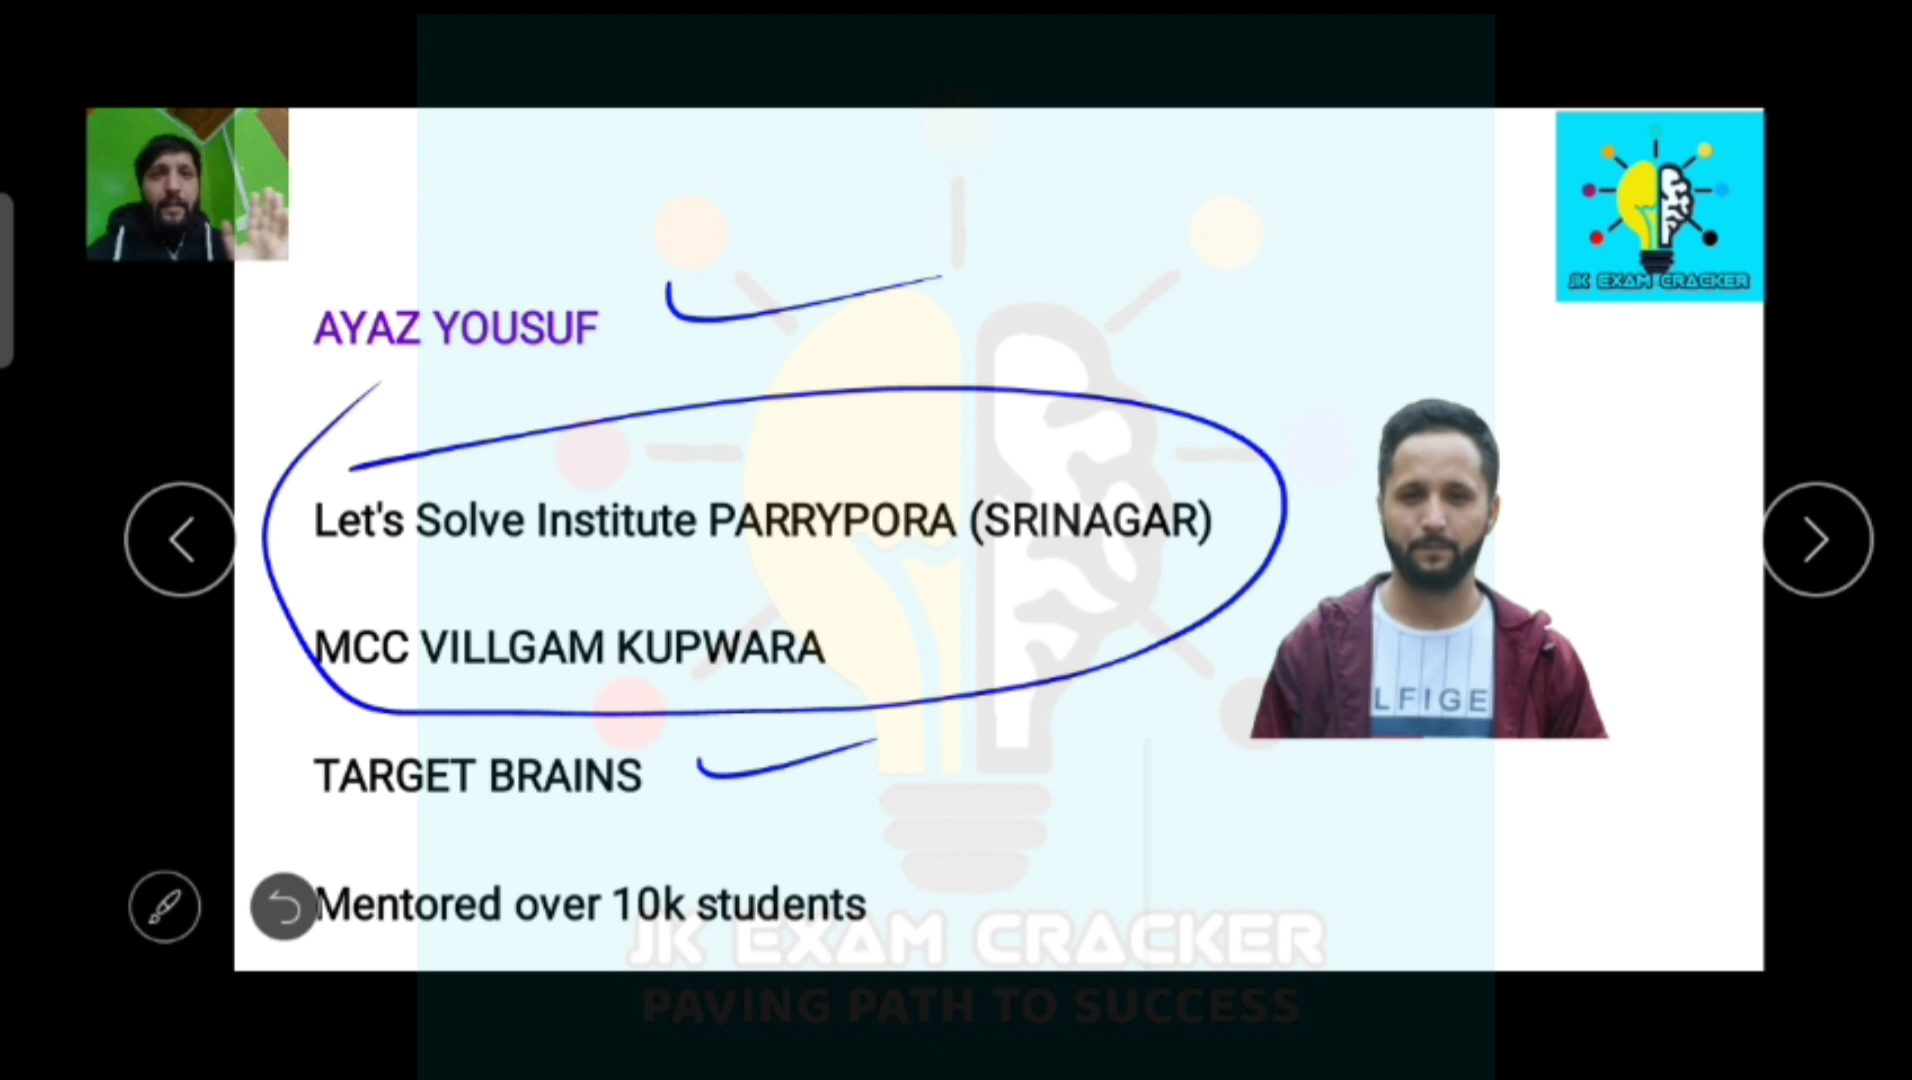 JK EXAM CRACKER
AYAZ YOUSUF
Let's Solve Institute PARRYPORA (SRINAGAR)
MCC VILLGAM KUPWARA
LFIGE
TARGET BRAINS
Mentored over 10k students
JK EXAM CRACKER
PAVING PATH TO SUCCESS